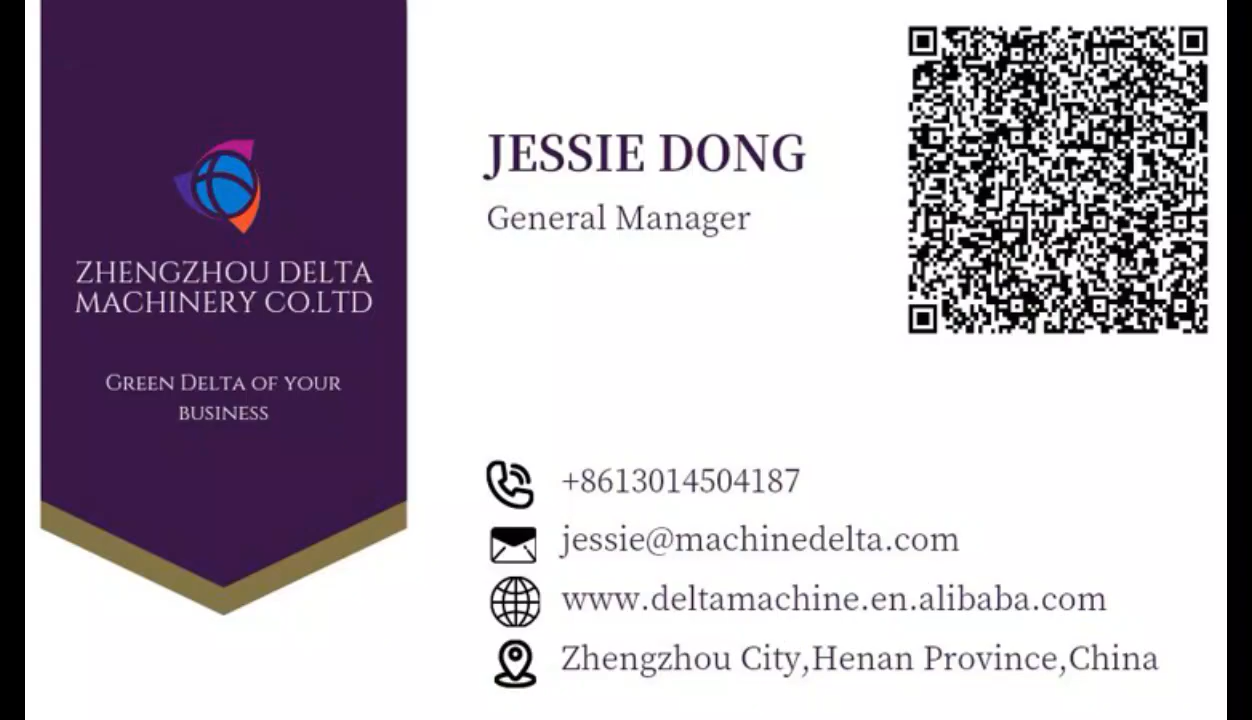 ZHENGZHOU DELTA
MACHINERY CO.LTD
GREEN DELTA OF YOUR
BUSINESS
JESSIE DONG
General Manager
+8613014504187
jessie@machinedelta.com
www.deltamachine.en.alibaba.com
Zhengzhou City,Henan Province,China